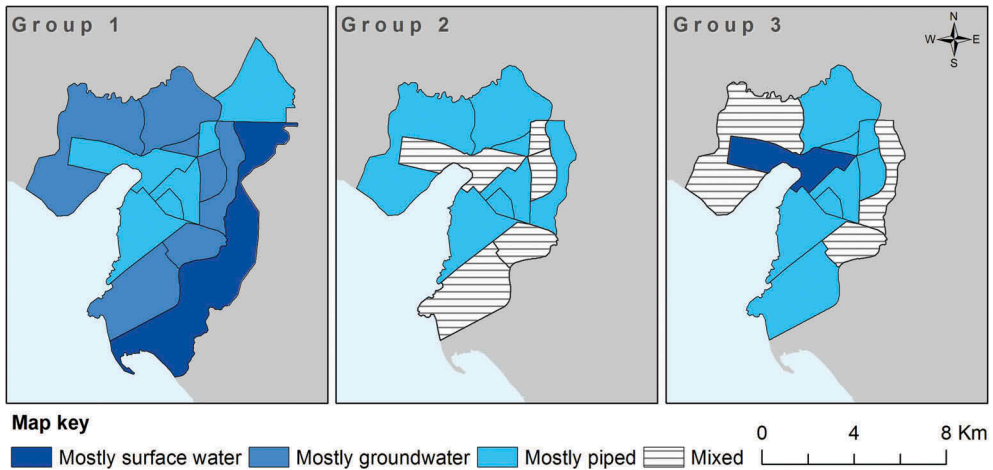 Group 1
Group 2
Group 3
N
W E
S
Map key
0 4 8 Km
Mostly surface water Mostly groundwater Mostly piped Mixed